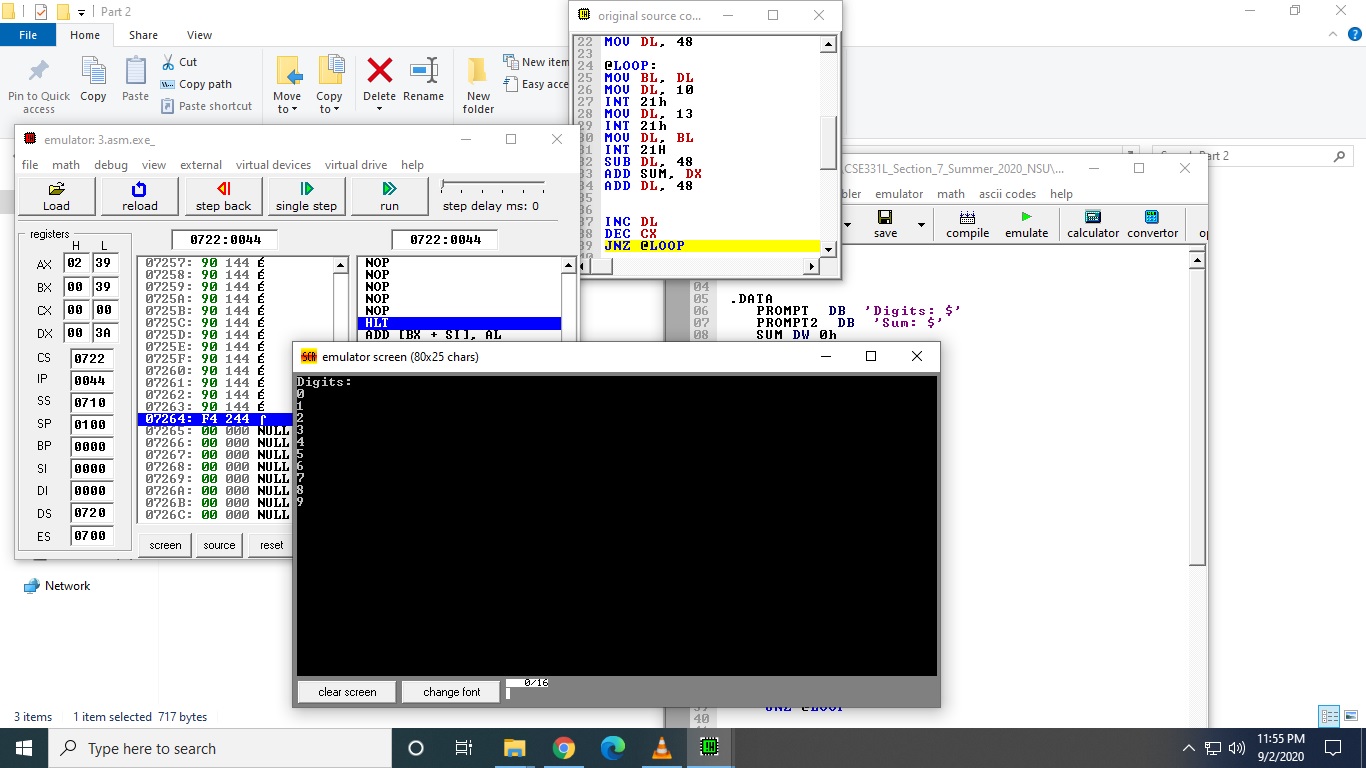 Part 2
File Home Share View
Pin to Quick access
Copy
Paste
Cut
Copy path
Paste shortcut
Move to
Copy to
Delete
Rename
New folder
New item
Easy acce
original source co...
22 MOV DL, 48
23
24 @LOOP:
25 MOV BL, DL
26 MOV DL, 10
27 INT 21h
28 MOV DL, 13
29 INT 21h
30 MOV DL, BL
31 INT 21H
32 SUB DL, 48
33 ADD SUM, DX
34 ADD DL, 48
35
36
37 INC DL
38 DEC CX
39 JNZ @LOOP
emulator: 3.asm.exe_
file math debug view external virtual devices virtual drive help
Load reload step back single step run step delay ms: 0
registers 0722:0044 0722:0044
H L
AX 02 39
BX 00 39
CX 00 00
DX 00 3A
CS 0722
IP 0044
SS 0710
SP 0100
BP 0000
SI 0000
DI 0000
DS 0720
ES 0700
07257: 90 144 É
07258: 90 144 É
07259: 90 144 É
0725A: 90 144 É
0725B: 90 144 É
0725C: 90 144 É
0725D: 90 144 É
0725E: 90 144 É
0725F: 90 144 É
07260: 90 144 É
07261: 90 144 É
07262: 90 144 É
07263: 90 144 É
07264: F4 244 ⌠
07265: 00 000 NULL
07266: 00 000 NULL
07267: 00 000 NULL
07268: 00 000 NULL
07269: 00 000 NULL
0726A: 00 000 NULL
0726B: 00 000 NULL
0726C: 00 000 NULL
NOP
NOP
NOP
NOP
NOP
HLT
ADD [BX + SI], AL
screen source reset
Part 2
\CSE331L_Section_7_Summer_2020_NSU\...
bler emulator math ascii codes help
save compile emulate calculator convertor
04
05 .DATA
06 PROMPT DB 'Digits: $'
07 PROMPT2 DB 'Sum: $'
08 SUM DW 0h
emulator screen (80x25 chars)
Digits:
0
1
2
3
4
5
6
7
8
9
clear screen change font 0/16
JNZ @LOOP
40
Network
3 items 1 item selected 717 bytes
Type here to search
11:55 PM
9/2/2020